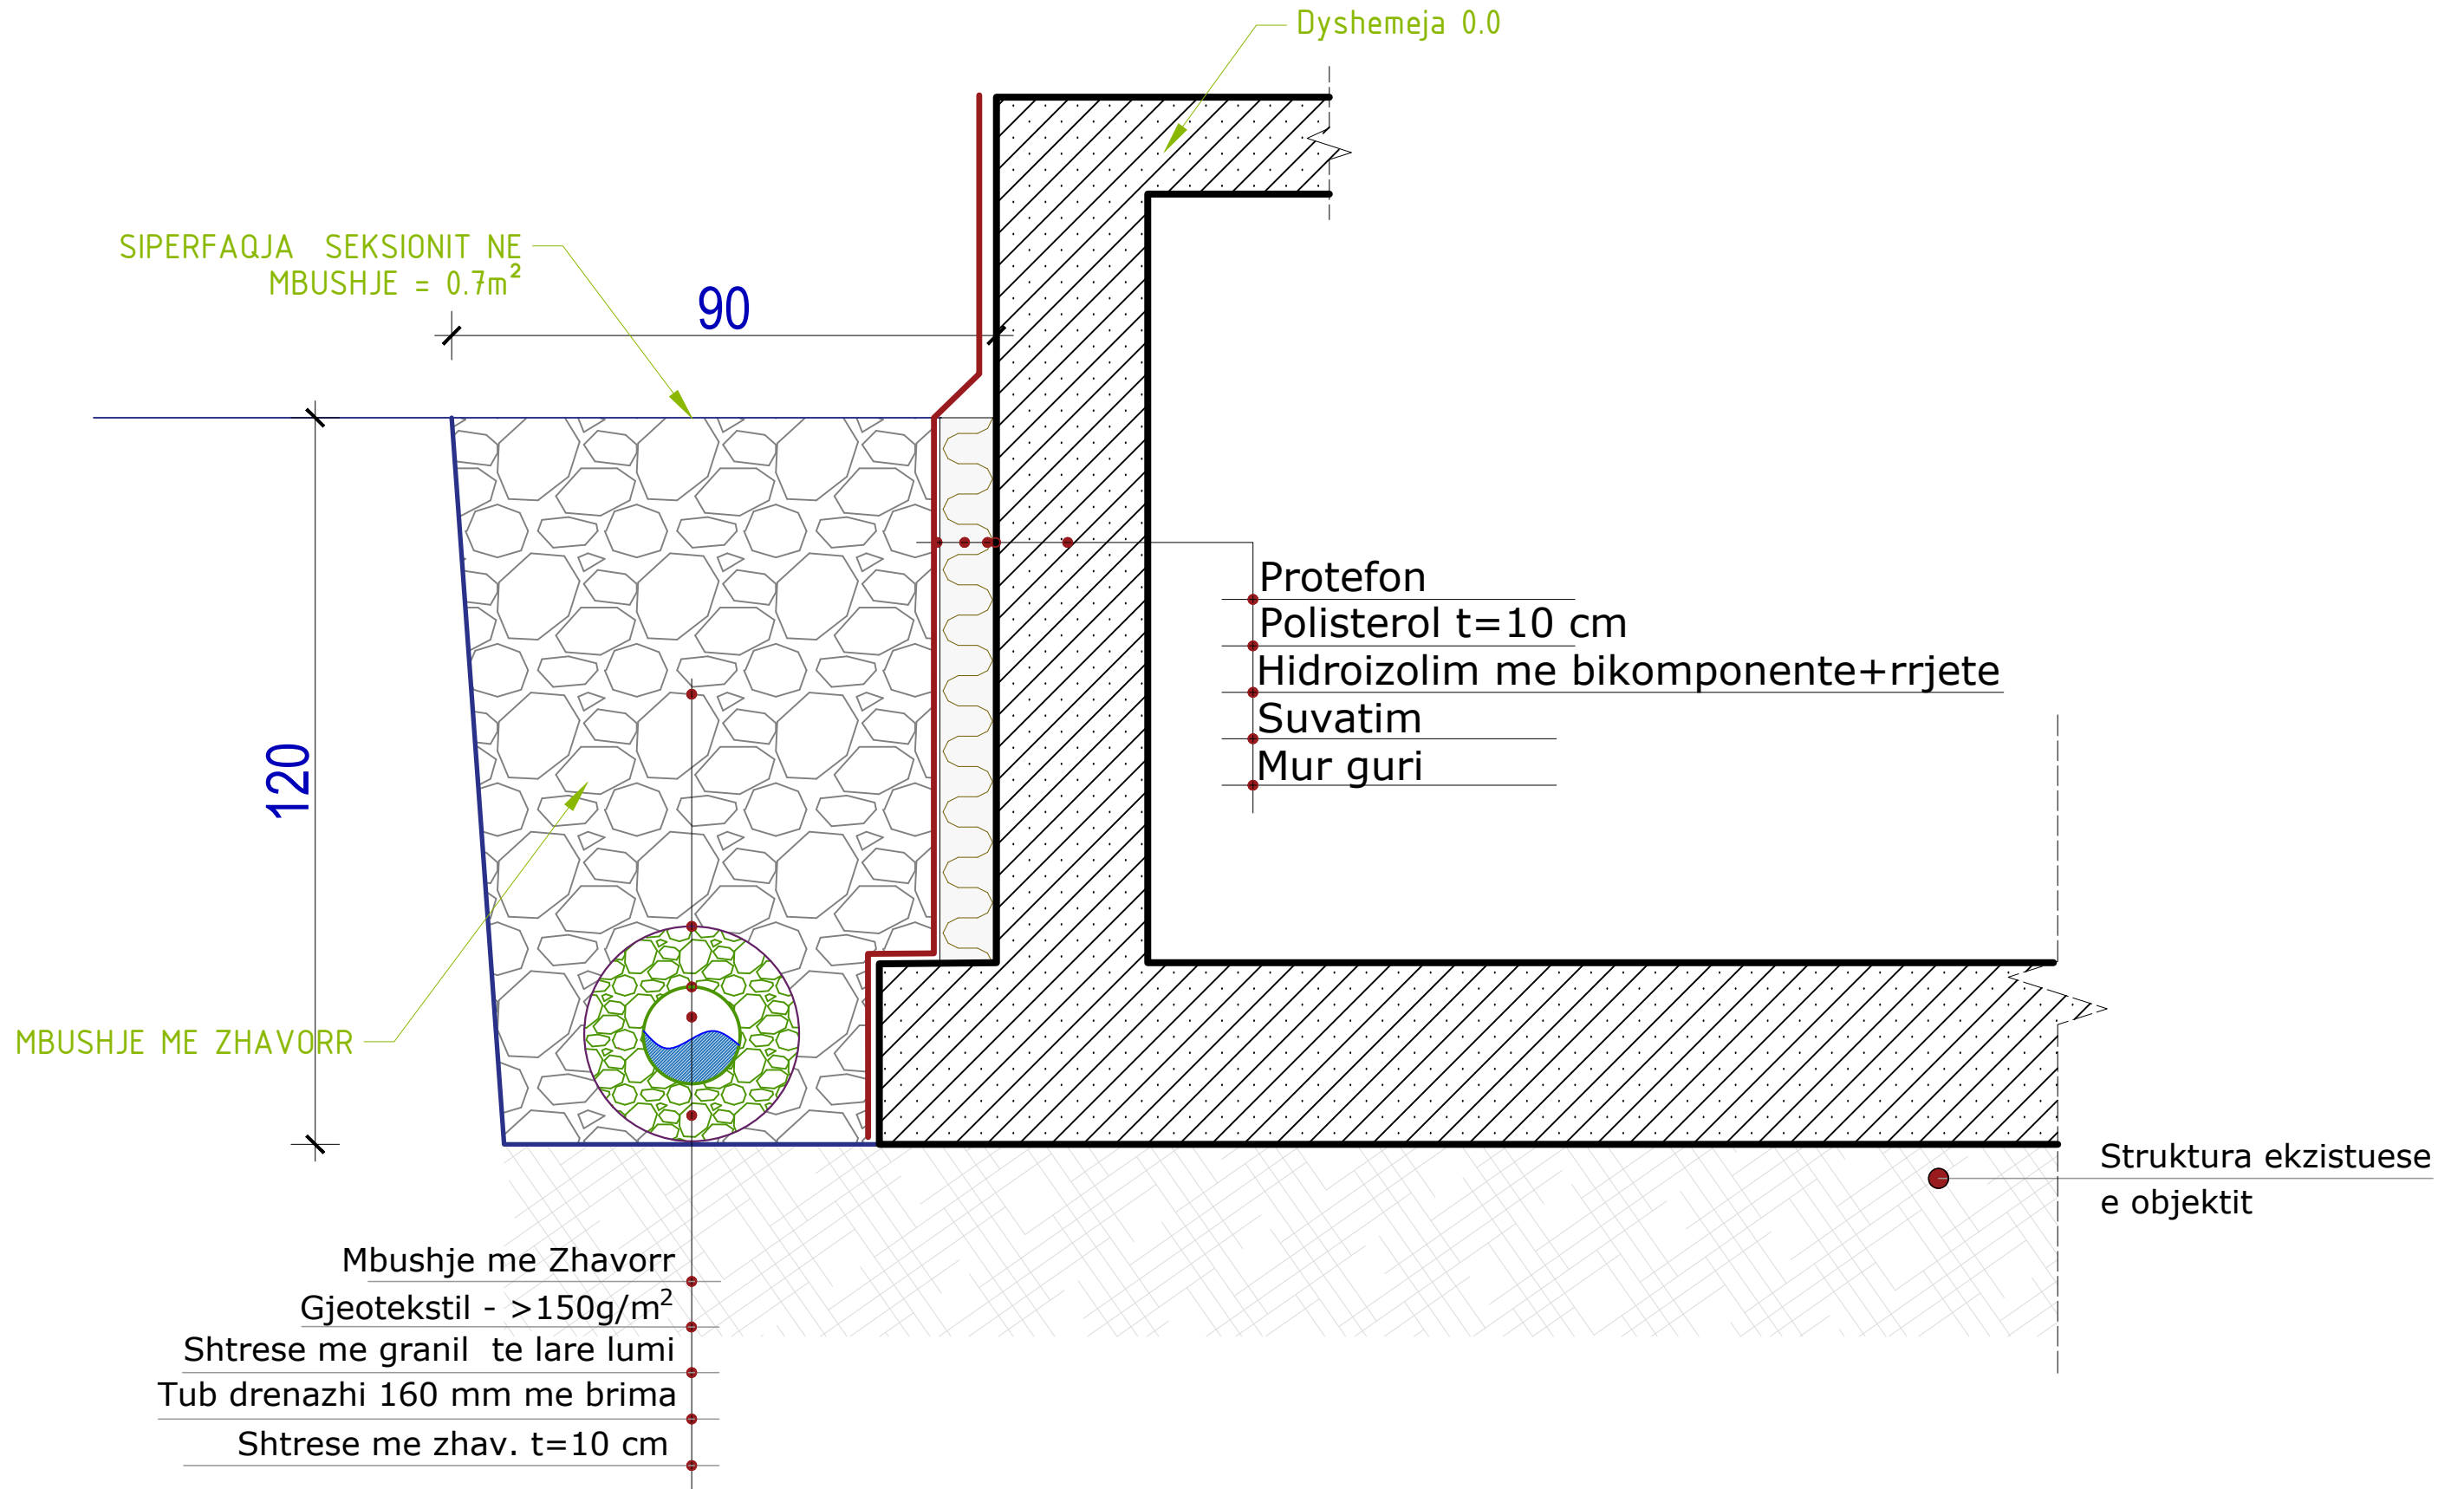 Dyshemeja 0.0
SIPERFAQJA SEKSIONIT NE
MBUSHJE = 0.7m²
90
120
Protefon
Polisterol t=10 cm
Hidroizolim me bikomponente+rrjete
Suvatim
Mur guri
MBUSHJE ME ZHAVORR
Struktura ekzistuese
e objektit
Mbushje me Zhavorr
Gjeotekstil - >150g/m²
Shtrese me granil te lare lumi
Tub drenazhi 160 mm me brima
Shtrese me zhav. t=10 cm